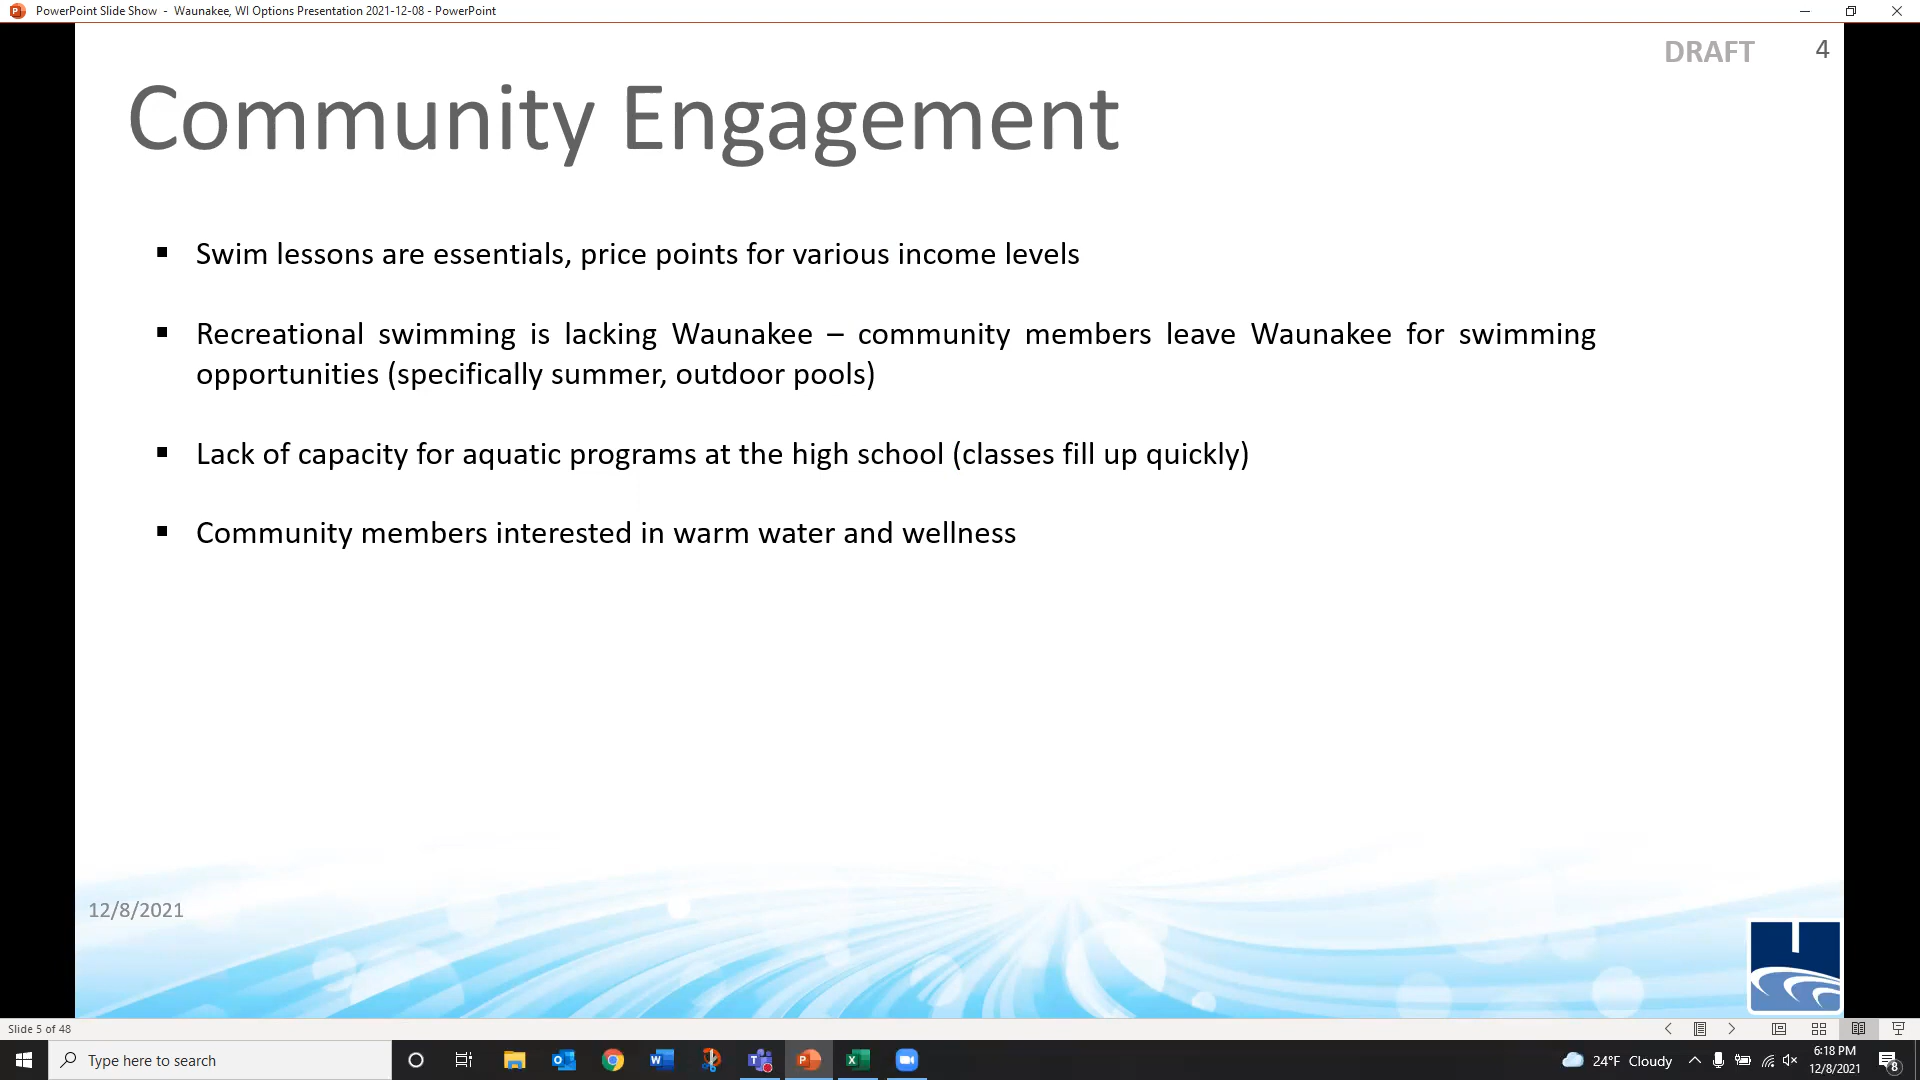 PowerPoint Slide Show - Waunakee, WI Options Presentation 2021-12-08 - PowerPoint
DRAFT 4
Community Engagement
▪ Swim lessons are essentials, price points for various income levels
▪ Recreational swimming is lacking Waunakee – community members leave Waunakee for swimming
opportunities (specifically summer, outdoor pools)
▪ Lack of capacity for aquatic programs at the high school (classes fill up quickly)
▪ Community members interested in warm water and wellness
12/8/2021
Slide 5 of 48
Type here to search
24°F Cloudy
6:18 PM
12/8/2021
8